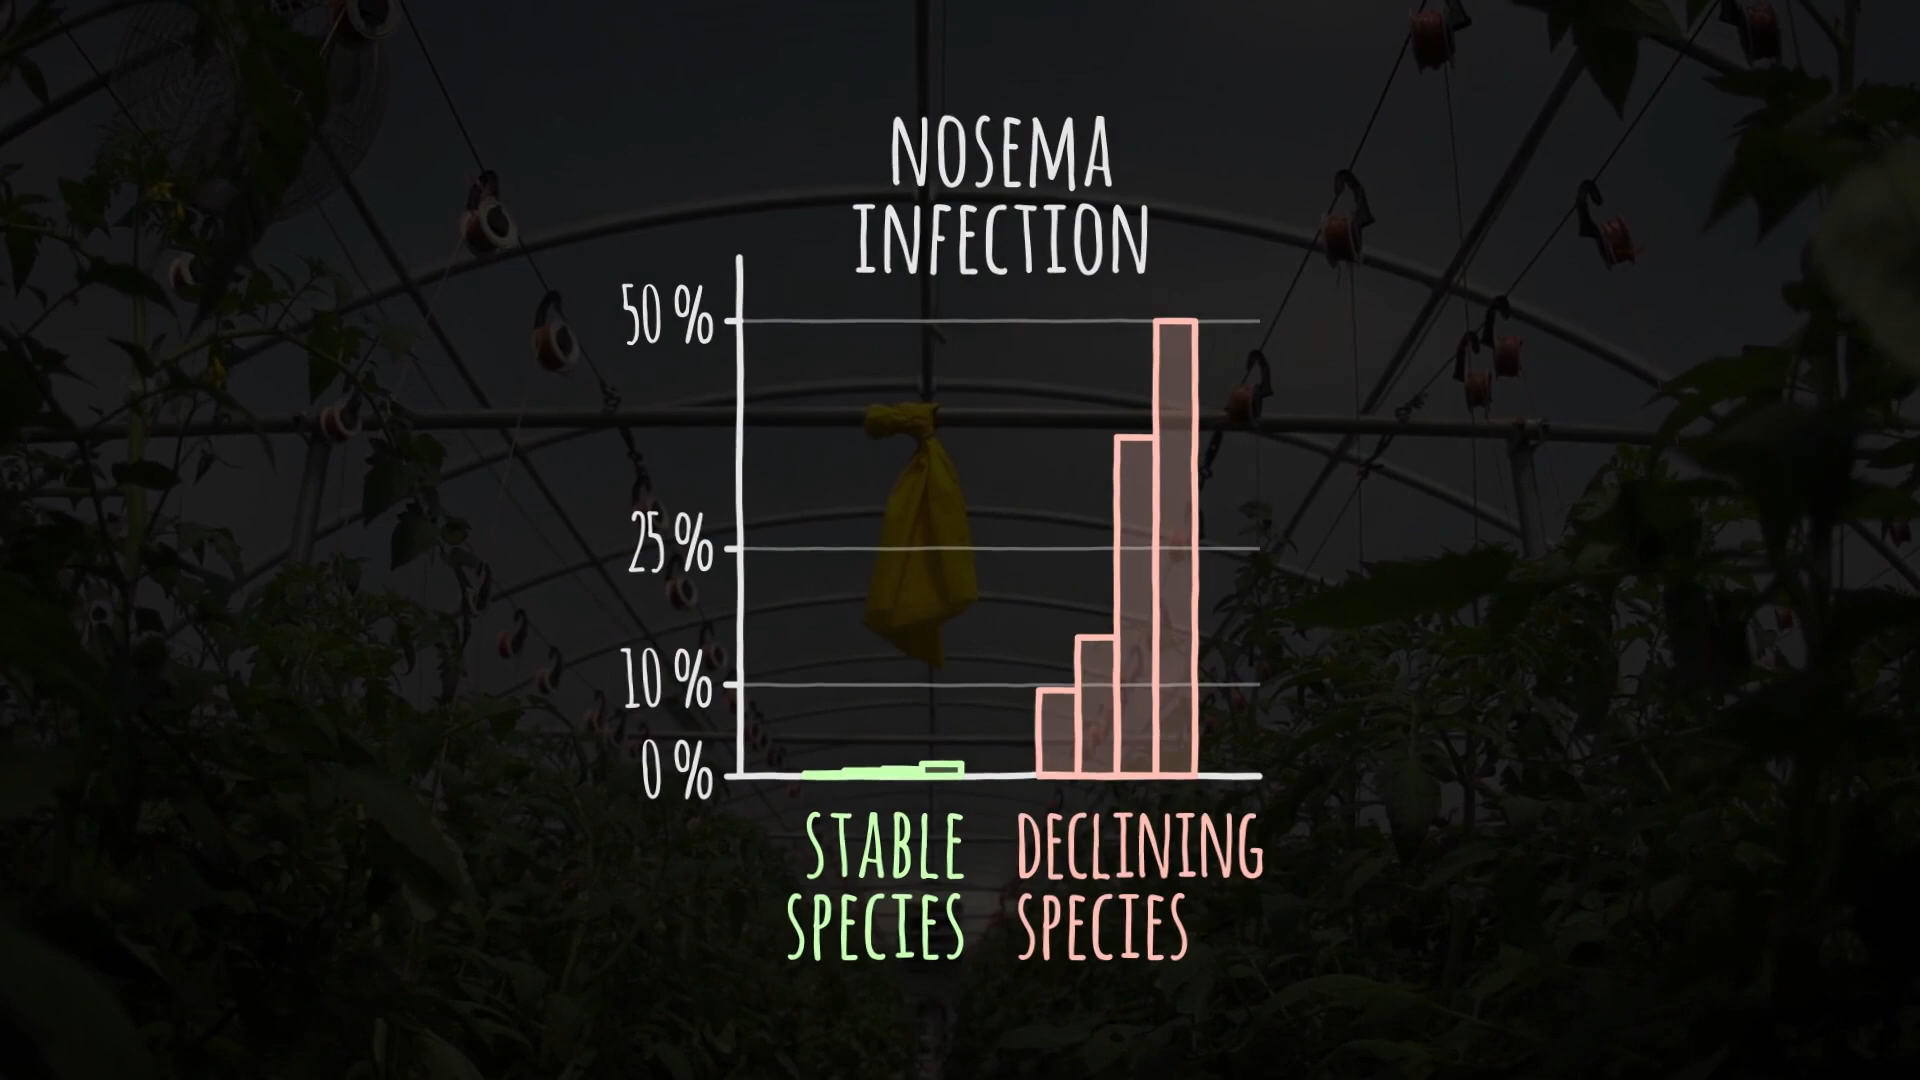 NOSEMA
INFECTION
50 %
25 %
10 %
0 %
STABLE
SPECIES
DECLINING
SPECIES